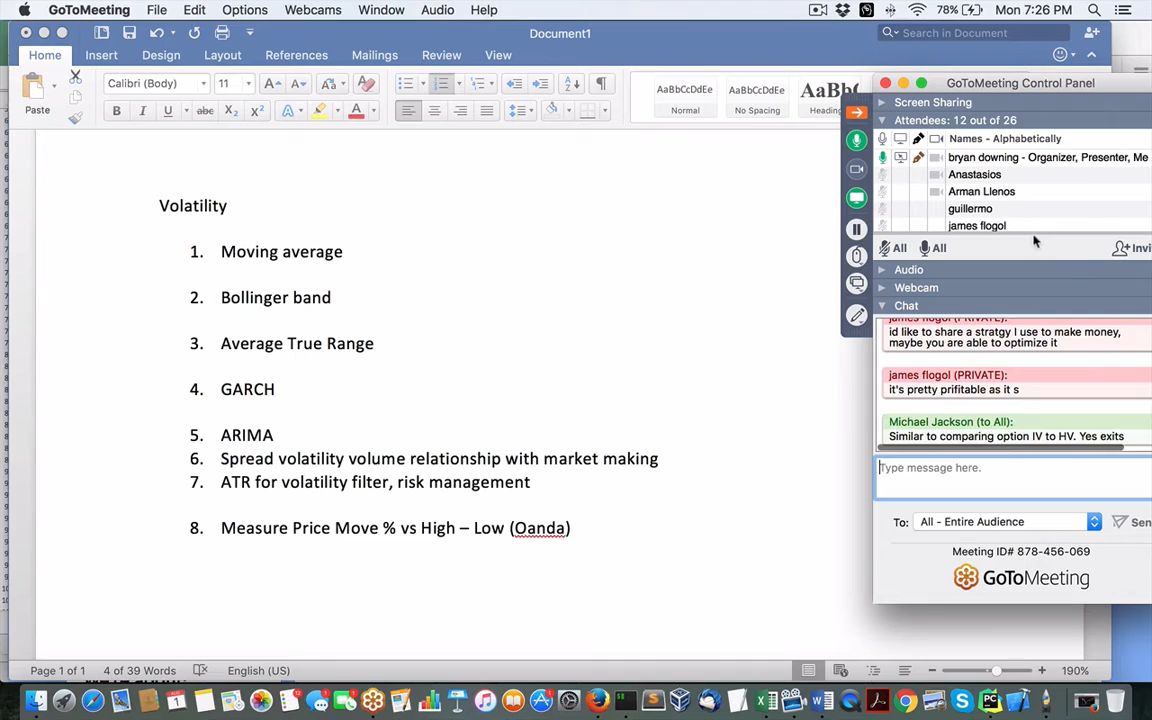 GoToMeeting File Edit Options Webcams Window Audio Help 78% Mon 7:26 PM
Document1
Search in Document
Home Insert Design Layout References Mailings Review View
Paste
Calibri (Body) 11
AaBbCcDdEe AaBbCcDdEe AaBbC
Normal No Spacing Heading
Volatility
1. Moving average
2. Bollinger band
3. Average True Range
4. GARCH
5. ARIMA
6. Spread volatility volume relationship with market making
7. ATR for volatility filter, risk management
8. Measure Price Move % vs High – Low (Oanda)
GoToMeeting Control Panel
Screen Sharing
Attendees: 12 out of 26
Names - Alphabetically
bryan downing - Organizer, Presenter, Me
Anastasios
Arman Llenos
guillermo
james flogol
All All Invi
Audio
Webcam
Chat
james flogol (PRIVATE):
id like to share a stratgy I use to make money,
maybe you are able to optimize it
james flogol (PRIVATE):
it's pretty prifitable as it s
Michael Jackson (to All):
Similar to comparing option IV to HV. Yes exits
Type message here.
To: All - Entire Audience Sen
Meeting ID# 878-456-069
GoToMeeting
Page 1 of 1 4 of 39 Words English (US) 190%